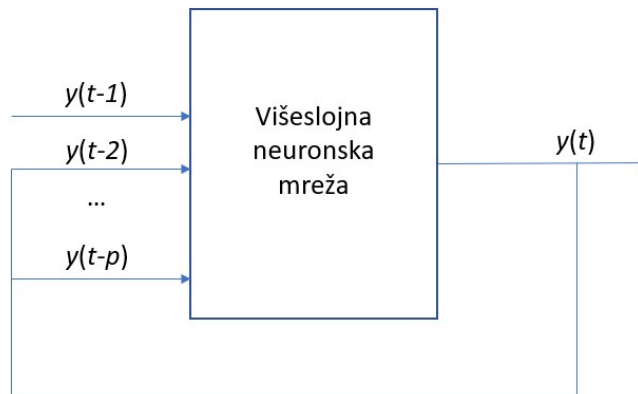 y(t-1)
y(t-2)
...
y(t-p)
Višeslojna
neuronska
mreža
y(t)